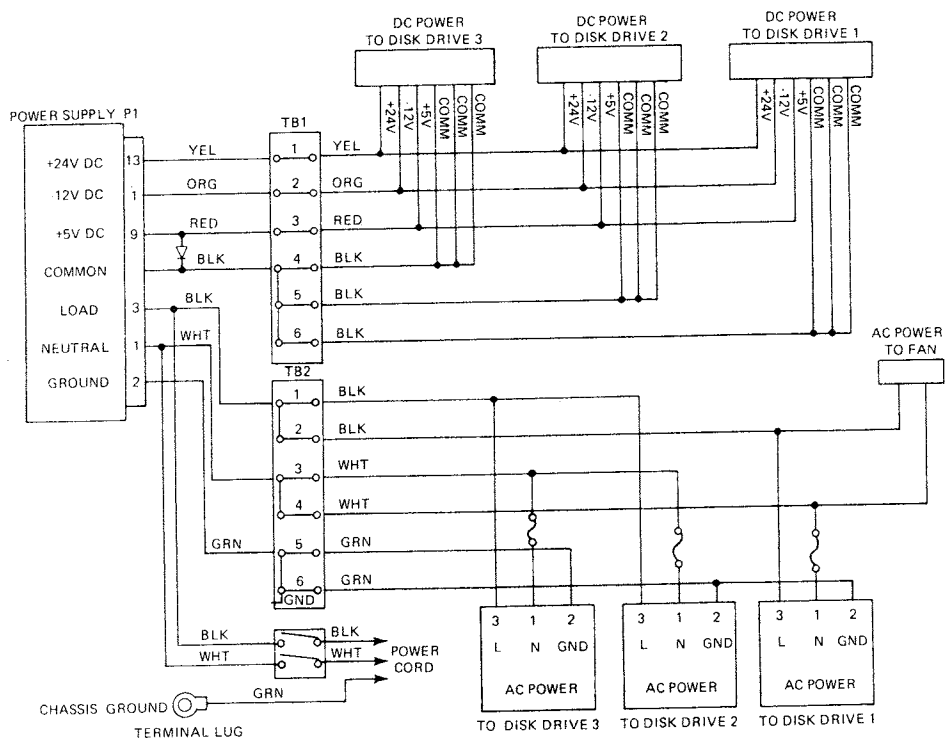 DC POWER
TO DISK DRIVE 3
DC POWER
TO DISK DRIVE 2
DC POWER
TO DISK DRIVE 1
+24V
-12V
+5V
COMM
COMM
COMM
+24V
-12V
+5V
COMM
COMM
COMM
+24V
-12V
+5V
COMM
COMM
COMM
POWER SUPPLY P1
TB1
+24V DC 13 YEL 1 YEL
-12V DC 1 ORG 2 ORG
+5V DC 9 RED 3 RED
COMMON BLK 4 BLK
LOAD 3 BLK 5 BLK
NEUTRAL 1 WHT 6 BLK
GROUND 2
AC POWER
TO FAN
TB2
1 BLK
2 BLK
3 WHT
4 WHT
GRN 5 GRN
6 GRN
GND
3 1 2
L N GND
AC POWER
TO DISK DRIVE 3
3 1 2
L N GND
AC POWER
TO DISK DRIVE 2
3 1 2
L N GND
AC POWER
TO DISK DRIVE 1
BLK BLK
WHT WHT
POWER
CORD
GRN
CHASSIS GROUND
TERMINAL LUG